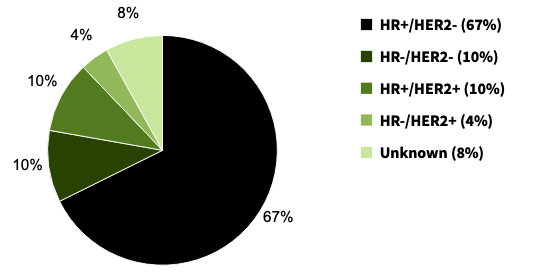 8%
4%
10%
10%
67%
HR+/HER2- (67%)
HR-/HER2- (10%)
HR+/HER2+ (10%)
HR-/HER2+ (4%)
Unknown (8%)